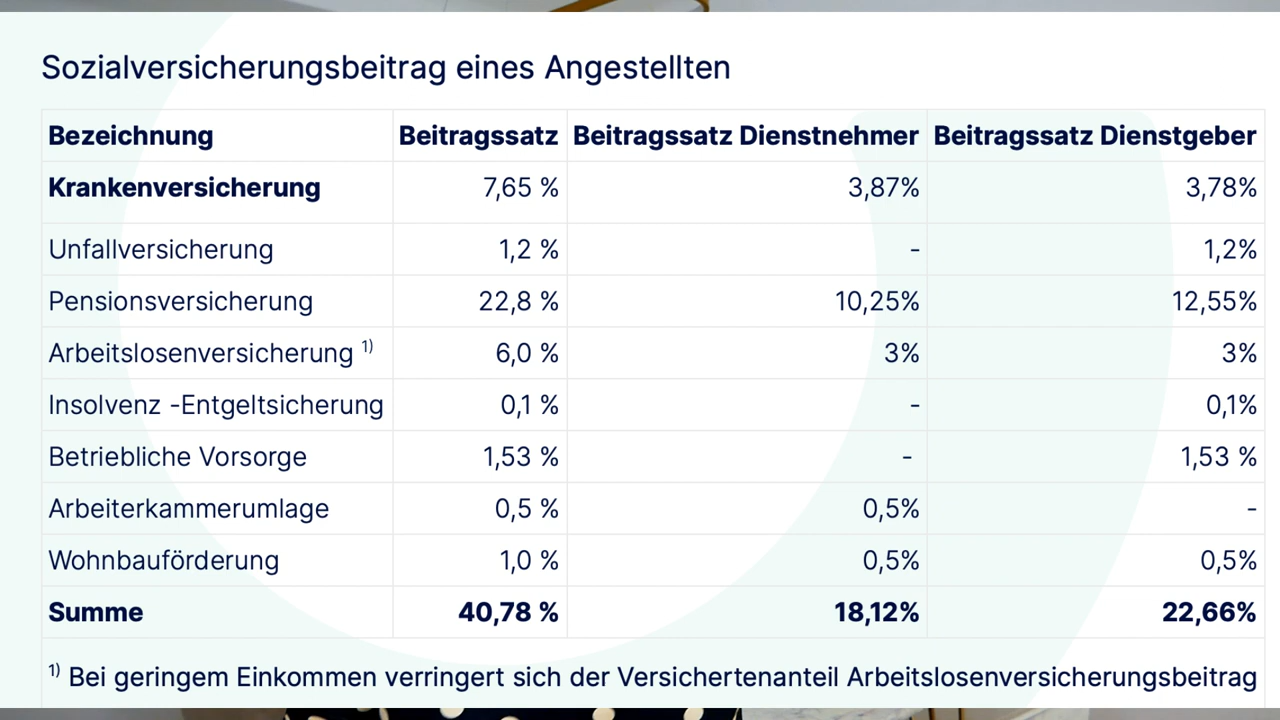 Sozialversicherungsbeitrag eines Angestellten
Bezeichnung Beitragssatz Beitragssatz Dienstnehmer Beitragssatz Dienstgeber
Krankenversicherung 7,65 % 3,87% 3,78%
Unfallversicherung 1,2 % - 1,2%
Pensionsversicherung 22,8 % 10,25% 12,55%
Arbeitslosenversicherung 1) 6,0 % 3% 3%
Insolvenz -Entgeltsicherung 0,1 % - 0,1%
Betriebliche Vorsorge 1,53 % - 1,53 %
Arbeiterkammerumlage 0,5 % 0,5% -
Wohnbauförderung 1,0 % 0,5% 0,5%
Summe 40,78 % 18,12% 22,66%
1) Bei geringem Einkommen verringert sich der Versichertenanteil Arbeitslosenversicherungsbeitrag